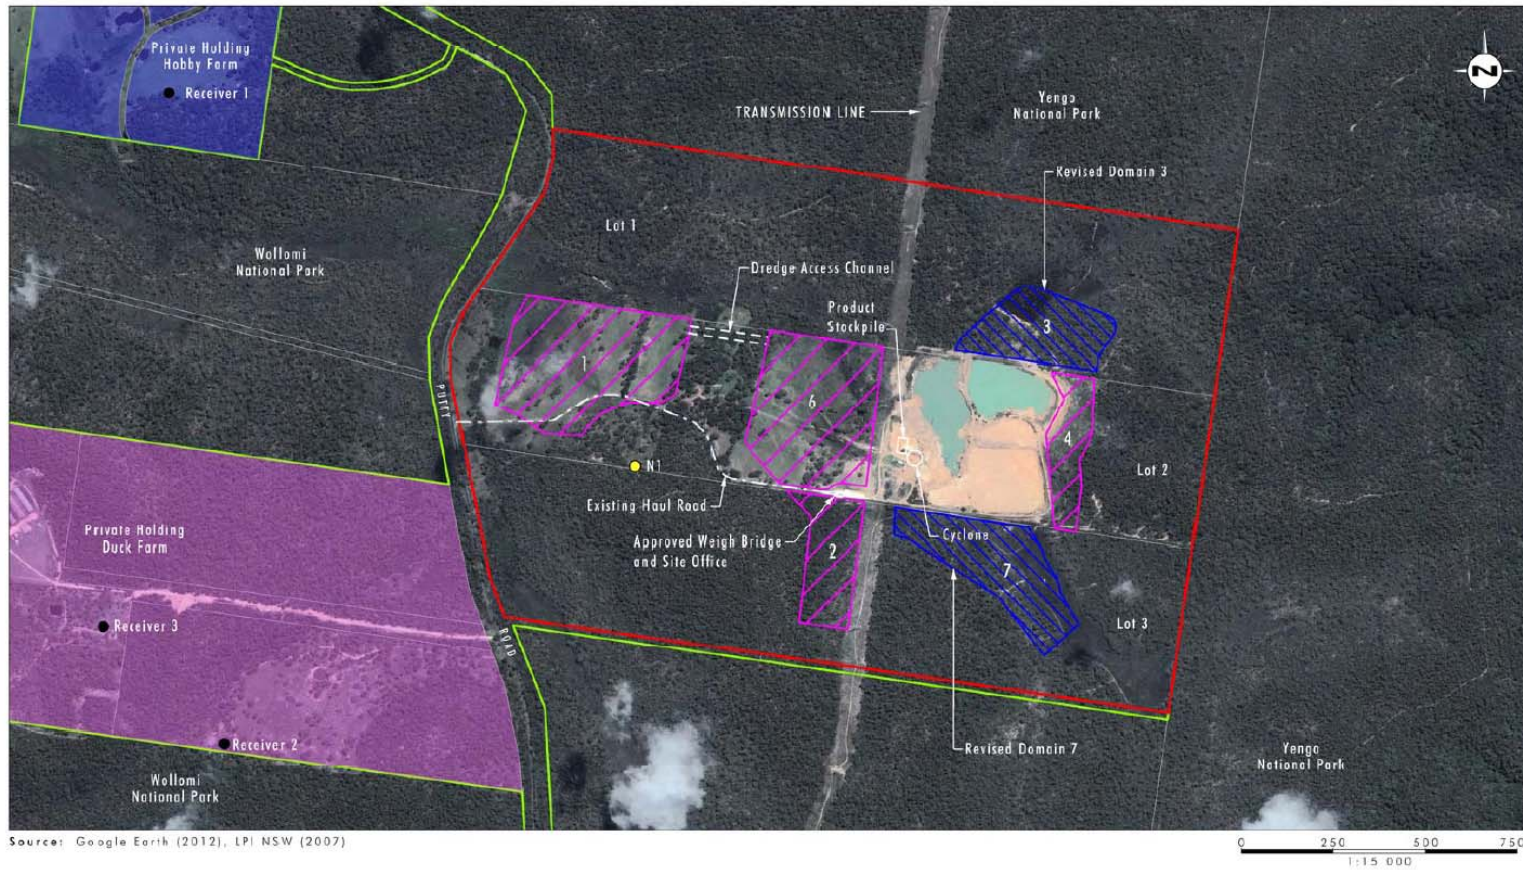 Private Holding
Hobby Farm
Receiver 1
TRANSMISSION LINE
Yengo
National Park
N
Revised Domain 3
Lot 1
Wollomi
National Park
Dredge Access Channel
Product
Stockpile
3
1
6
4
PUTTY
Lot 2
N1
Existing Haul Road
Approved Weigh Bridge
and Site Office
Cyclone
2
7
Private Holding
Duck Farm
Receiver 3
ROAD
Lot 3
Receiver 2
Revised Domain 7
Wollomi
National Park
Yengo
National Park
Source: Google Earth (2012), LPI NSW (2007)
0 250 500 750
1:15 000